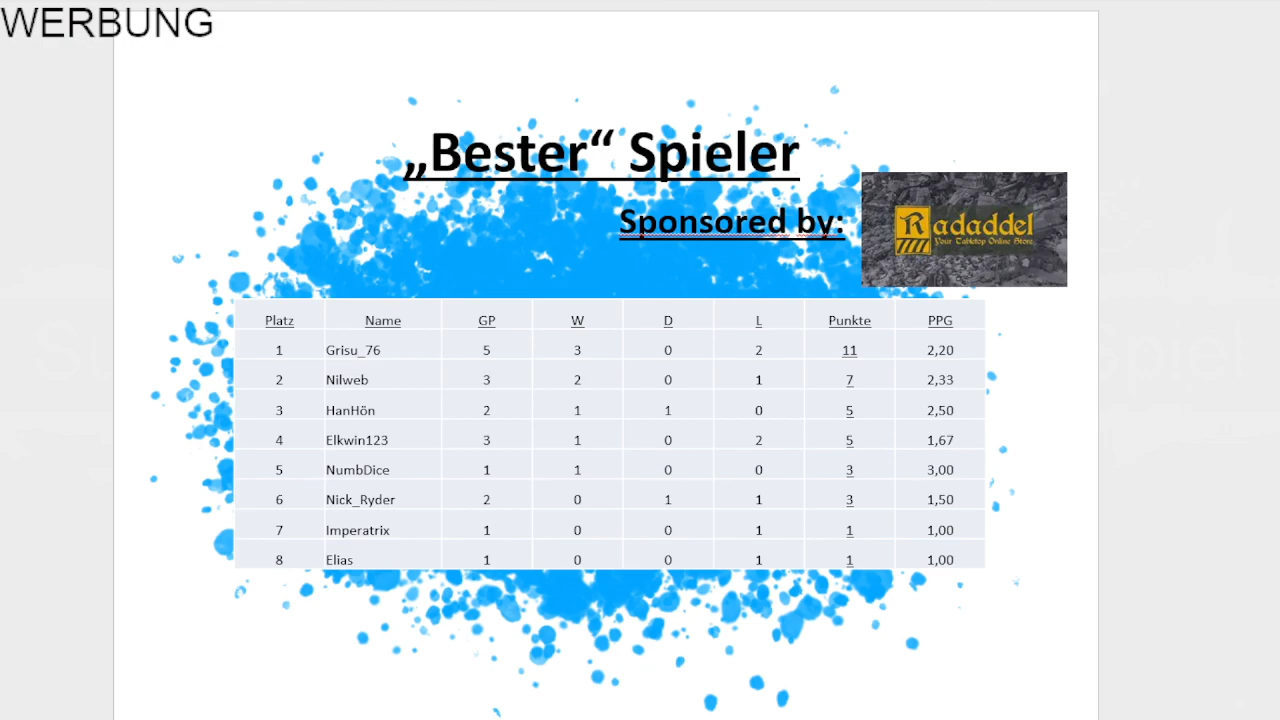 WERBUNG
„Bester“ Spieler
Sponsored by:
Radaddel
Your Tabletop Online Store
Platz Name GP W D L Punkte PPG
1 Grisu_76 5 3 0 2 11 2,20
2 Nilweb 3 2 0 1 7 2,33
3 HanHön 2 1 1 0 5 2,50
4 Elkwin123 3 1 0 2 5 1,67
5 NumbDice 1 1 0 0 3 3,00
6 Nick_Ryder 2 0 1 1 3 1,50
7 Imperatrix 1 0 0 1 1 1,00
8 Elias 1 0 0 1 1 1,00